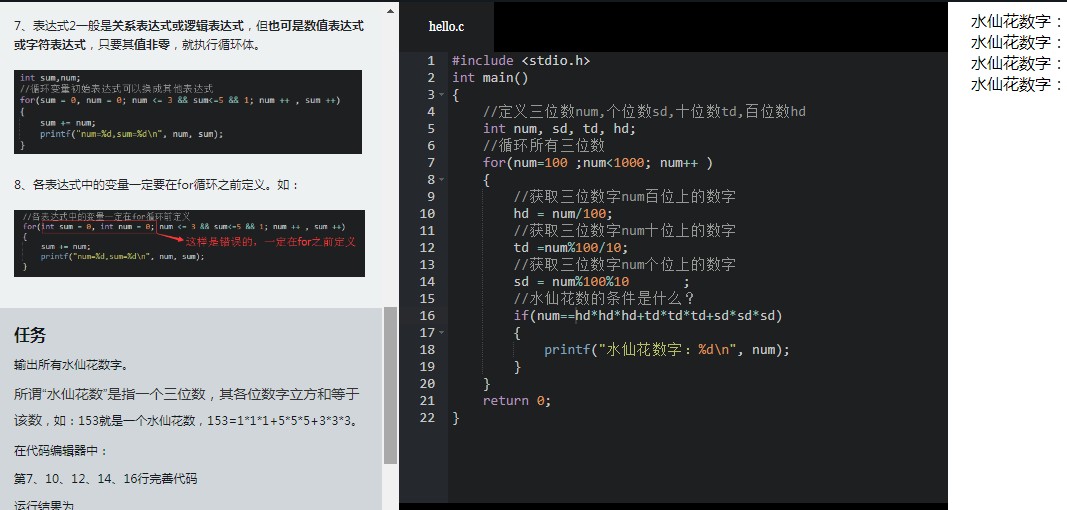 7、表达式2一般是关系表达式或逻辑表达式，但也可是数值表达式
或字符表达式，只要其值非零，就执行循环体。
int sum,num;
//循环变量初始表达式可以换成其他表达式
for(sum = 0, num = 0; num <= 3 && sum<=5 && 1; num ++ , sum ++)
{
sum += num;
printf("num=%d,sum=%d\n", num, sum);
}
8、各表达式中的变量一定要在for循环之前定义。如：
//各表达式中的变量一定在for循环前定义
for(int sum = 0, int num = 0; num <= 3 && sum<=5 && 1; num ++ , sum ++)
{
这样是错误的，一定在for之前定义
sum += num;
printf("num=%d,sum=%d\n", num, sum);
}
任务
输出所有水仙花数字。
所谓“水仙花数”是指一个三位数，其各位数字立方和等于
该数，如：153就是一个水仙花数，153=1*1*1+5*5*5+3*3*3。
在代码编辑器中：
第7、10、12、14、16行完善代码
运行结果为
hello.c
1 #include <stdio.h>
2 int main()
3 {
4 //定义三位数num,个位数sd,十位数td,百位数hd
5 int num, sd, td, hd;
6 //循环所有三位数
7 for(num=100 ;num<1000; num++ )
8 {
9 //获取三位数字num百位上的数字
10 hd = num/100;
11 //获取三位数字num十位上的数字
12 td =num%100/10;
13 //获取三位数字num个位上的数字
14 sd = num%100%10 ;
15 //水仙花数的条件是什么？
16 if(num==hd*hd*hd+td*td*td+sd*sd*sd)
17 {
18 printf("水仙花数字：%d\n", num);
19 }
20 }
21 return 0;
22 }
水仙花数字：
水仙花数字：
水仙花数字：
水仙花数字：